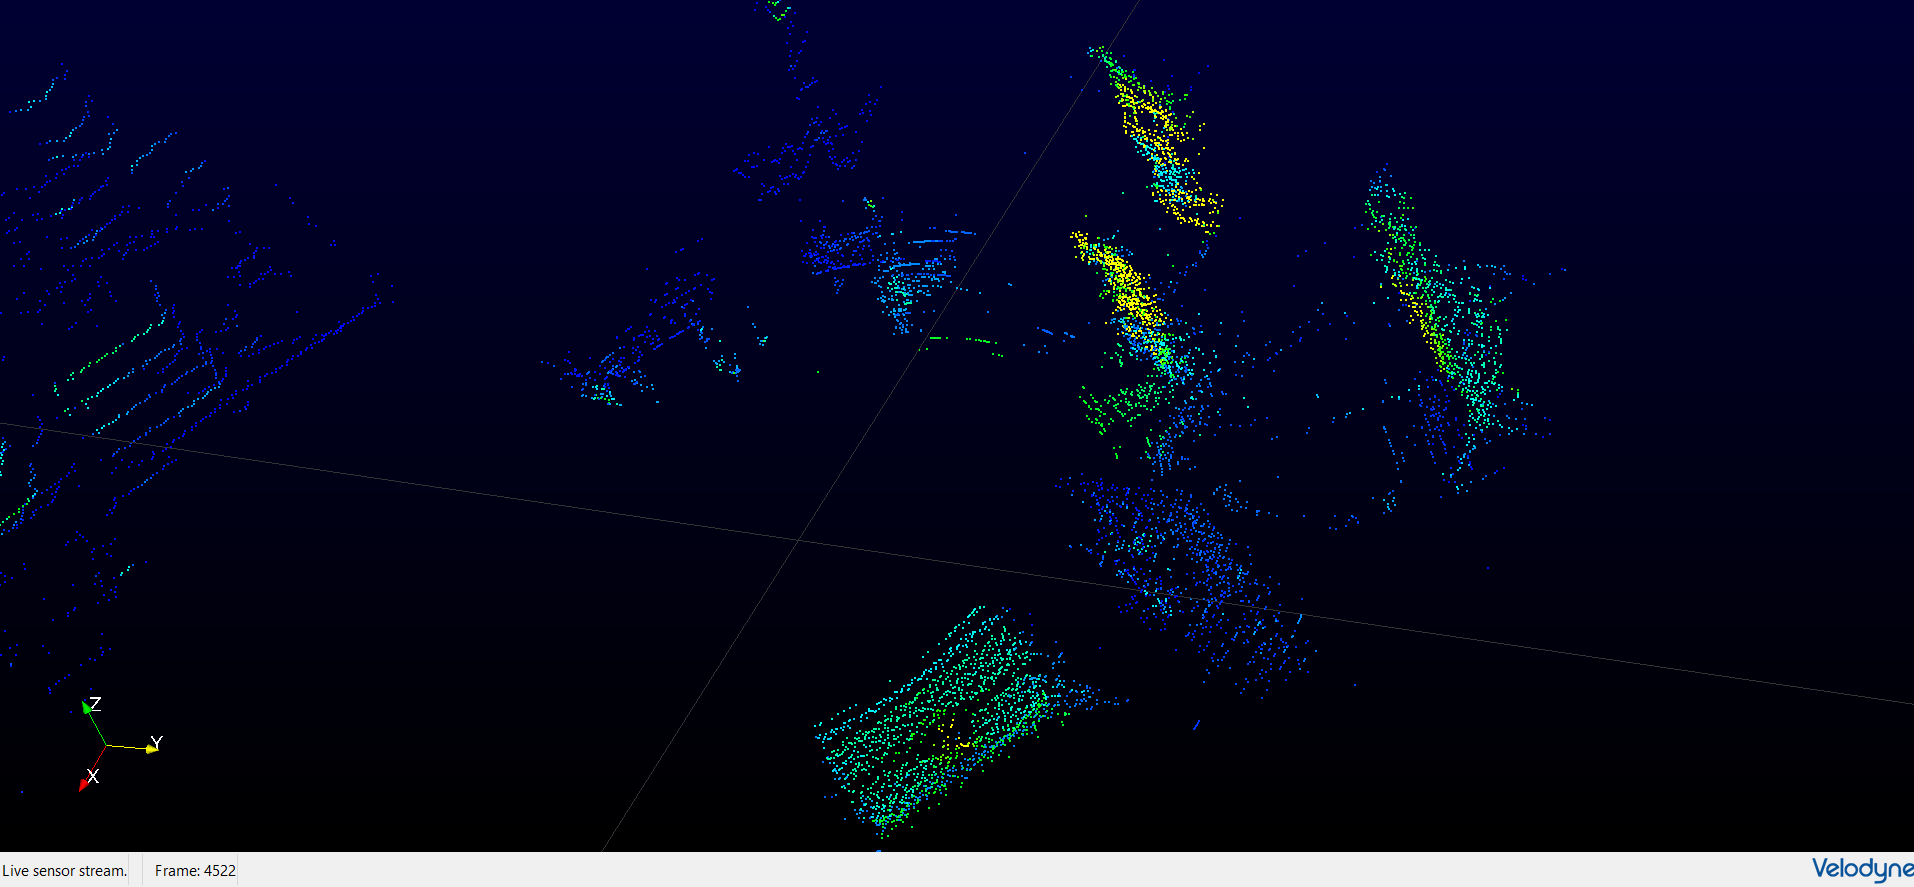 Z
Y
X
Live sensor stream.
Frame: 4522
Velodyne